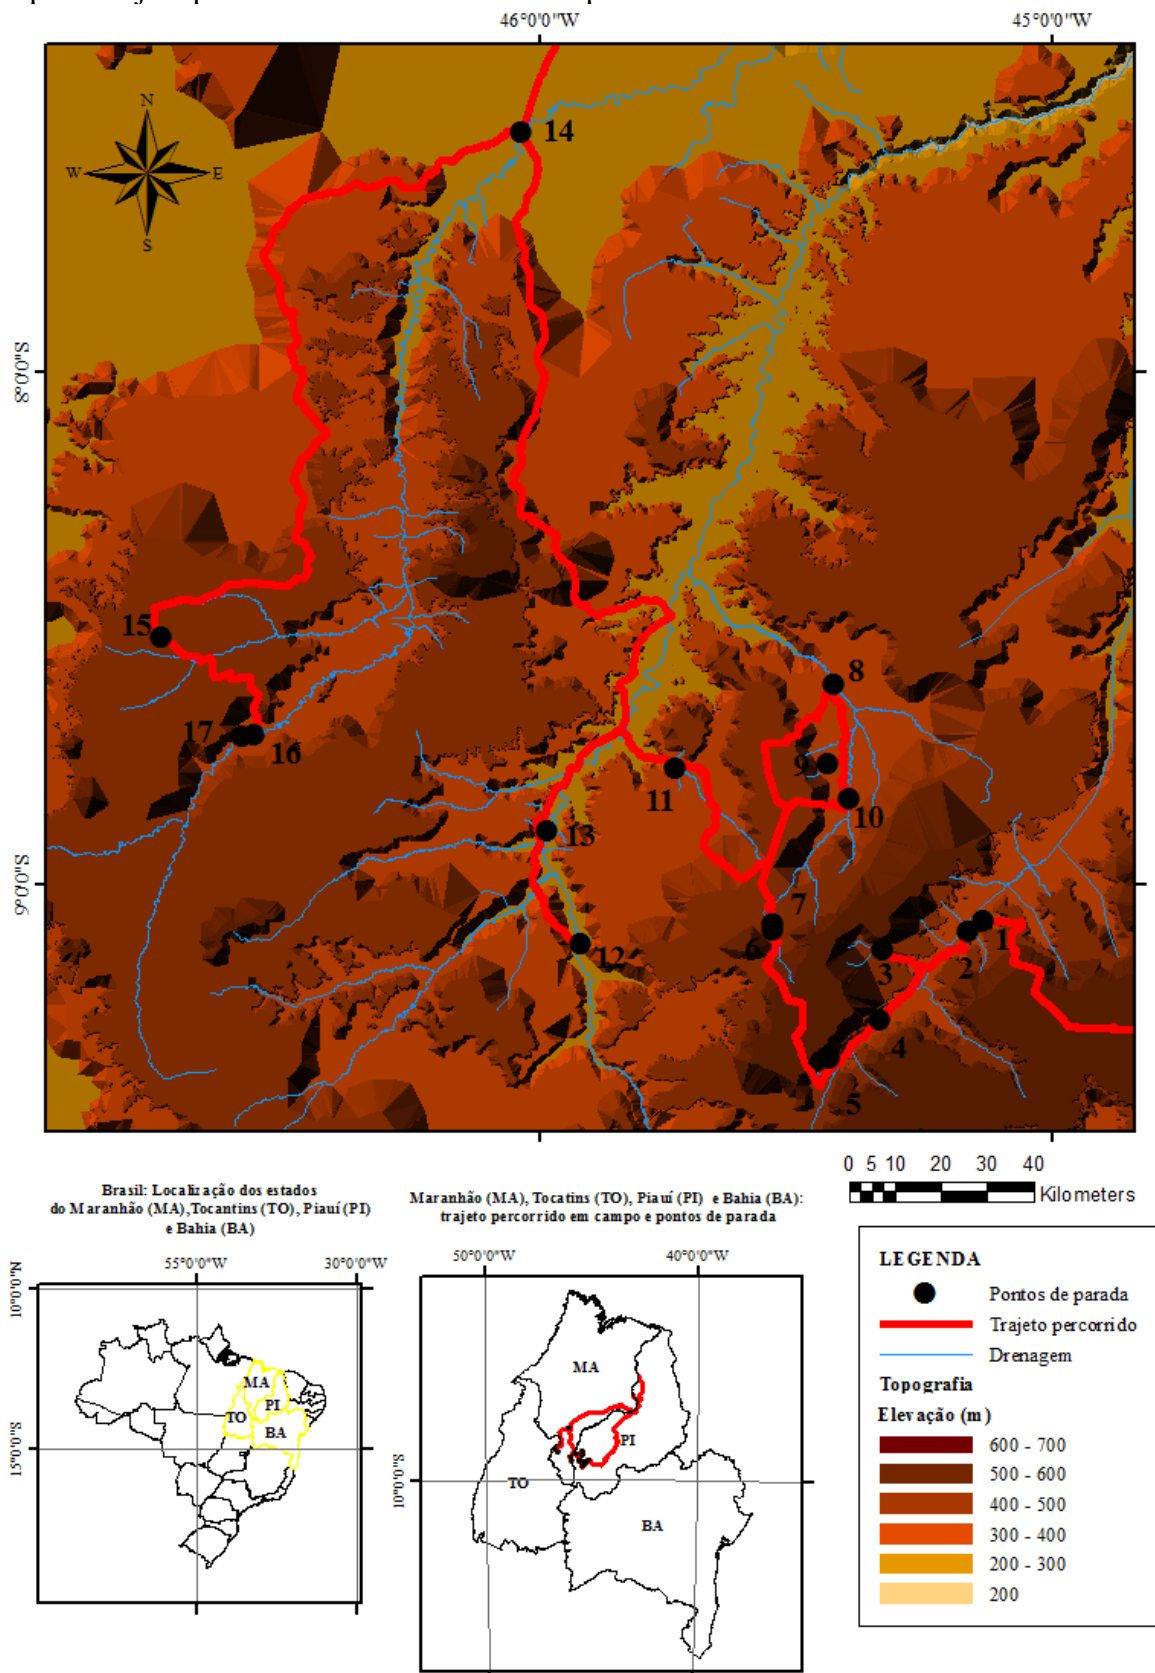 46°0'0"W
45°0'0"W
N
W
E
S
14
8°0'0"S
15
8
17
16
9
11
10
13
9°0'0"S
7
6
1
12
3
2
4
5
0 5 10 20 30 40
Kilometers
Brasil: Localização dos estados
do Maranhão (MA),Tocantins (TO), Piauí (PI)
e Bahia (BA)
55°0'0"W
30°0'0"W
10°0'0"N
15°0'0"S
MA
PI
TO
BA
Maranhão (MA), Tocatins (TO), Piauí (PI) e Bahia (BA):
trajeto percorrido em campo e pontos de parada
50°0'0"W
40°0'0"W
10°0'0"S
MA
PI
TO
BA
LEGENDA
Pontos de parada
Trajeto percorrido
Drenagem
Topografia
Elevação (m)
600 - 700
500 - 600
400 - 500
300 - 400
200 - 300
200